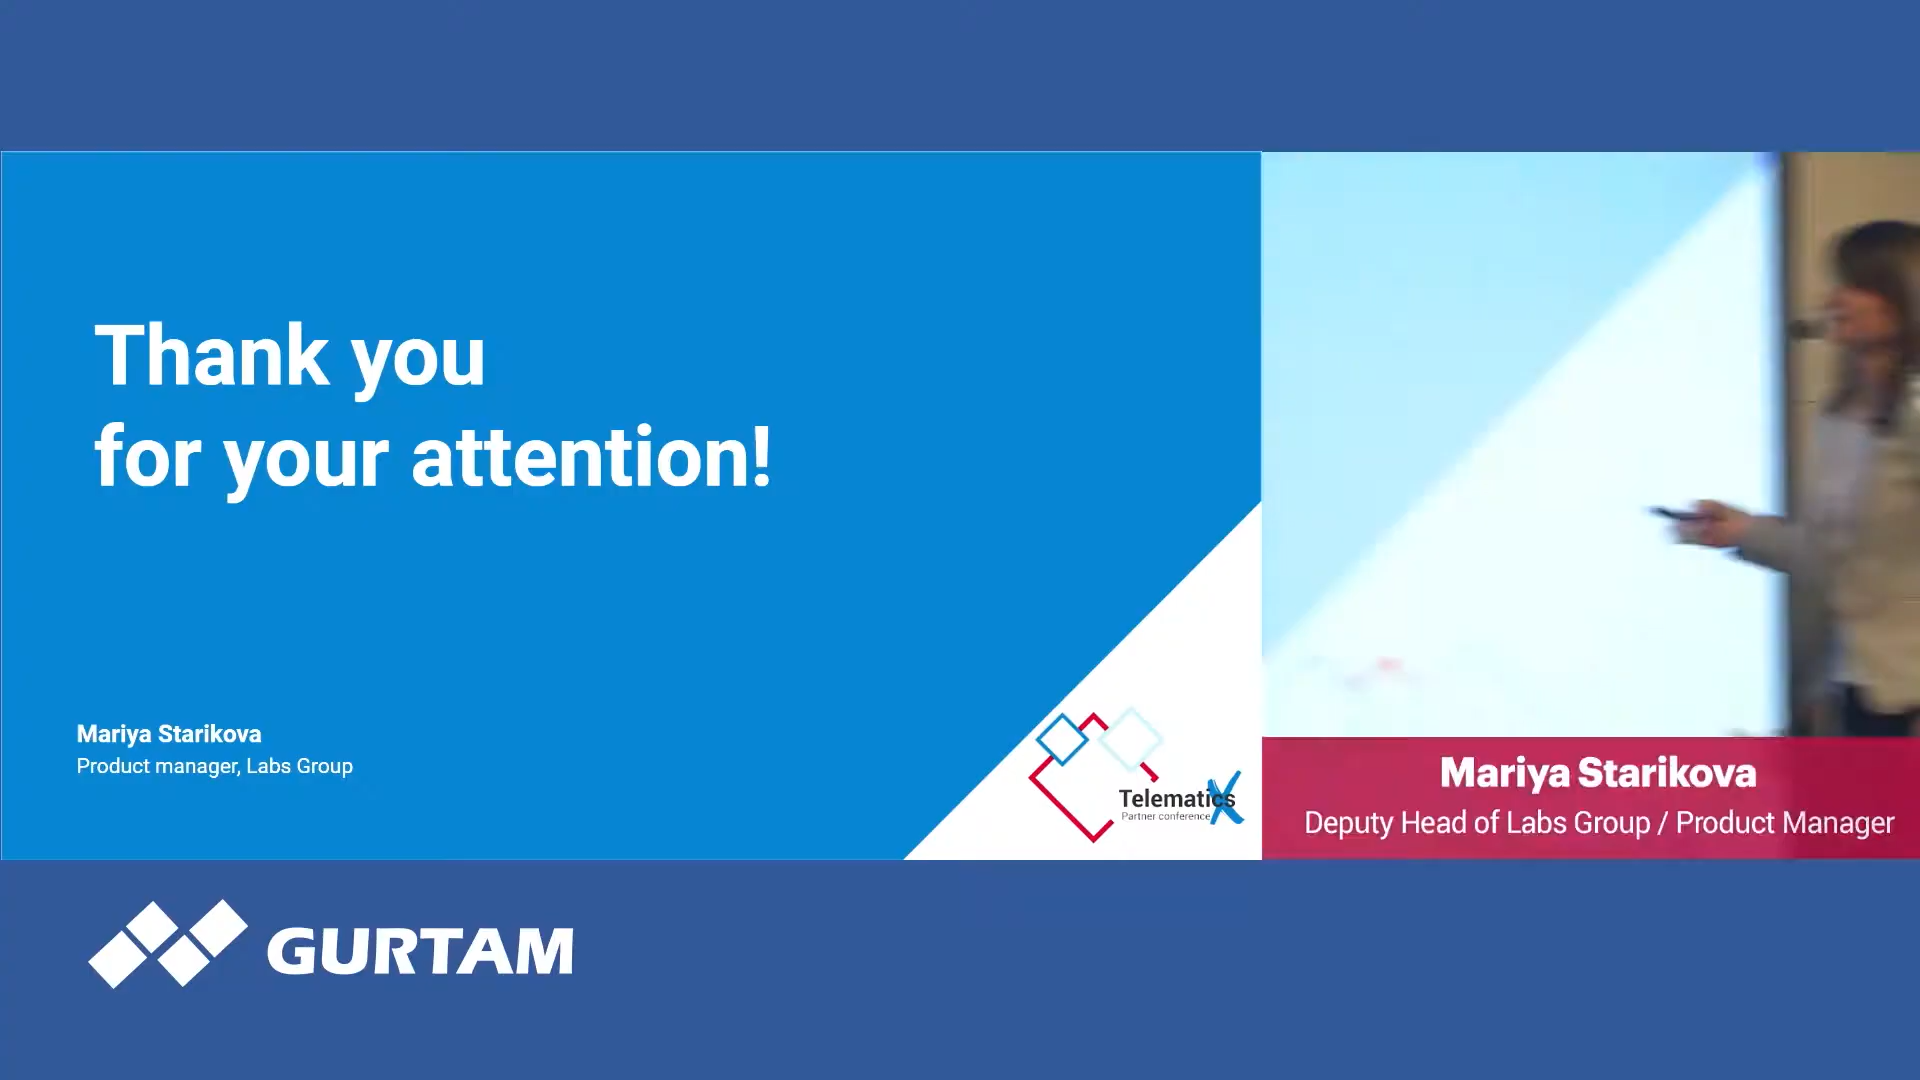 Thank you
for your attention!
Mariya Starikova
Product manager, Labs Group
Telematics X
Partner conference
Mariya Starikova
Deputy Head of Labs Group / Product Manager
GURTAM